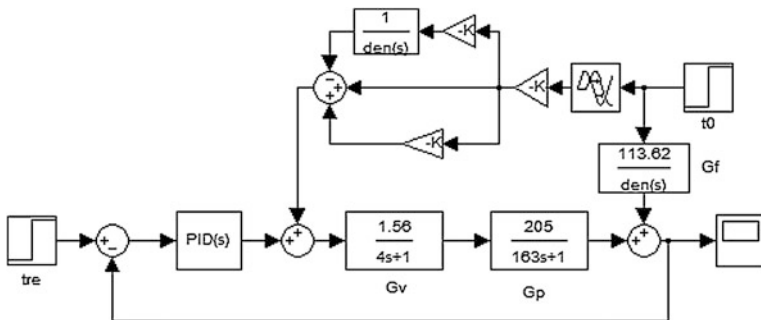 1
den(s)
-K
-K
-K
t0
113.62
den(s)
Gf
PID(s)
1.56
4s+1
205
163s+1
tre
Gv
Gp